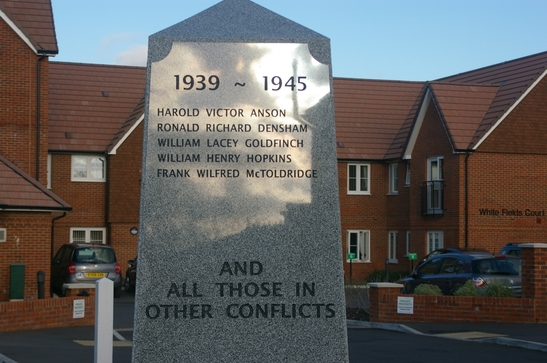 1939 ~ 1945
HAROLD VICTOR ANSON
RONALD RICHARD DENSHAM
WILLIAM LACEY GOLDFINCH
WILLIAM HENRY HOPKINS
FRANK WILFRED McTOLDRIDGE
AND
ALL THOSE IN
OTHER CONFLICTS
White Fields Court